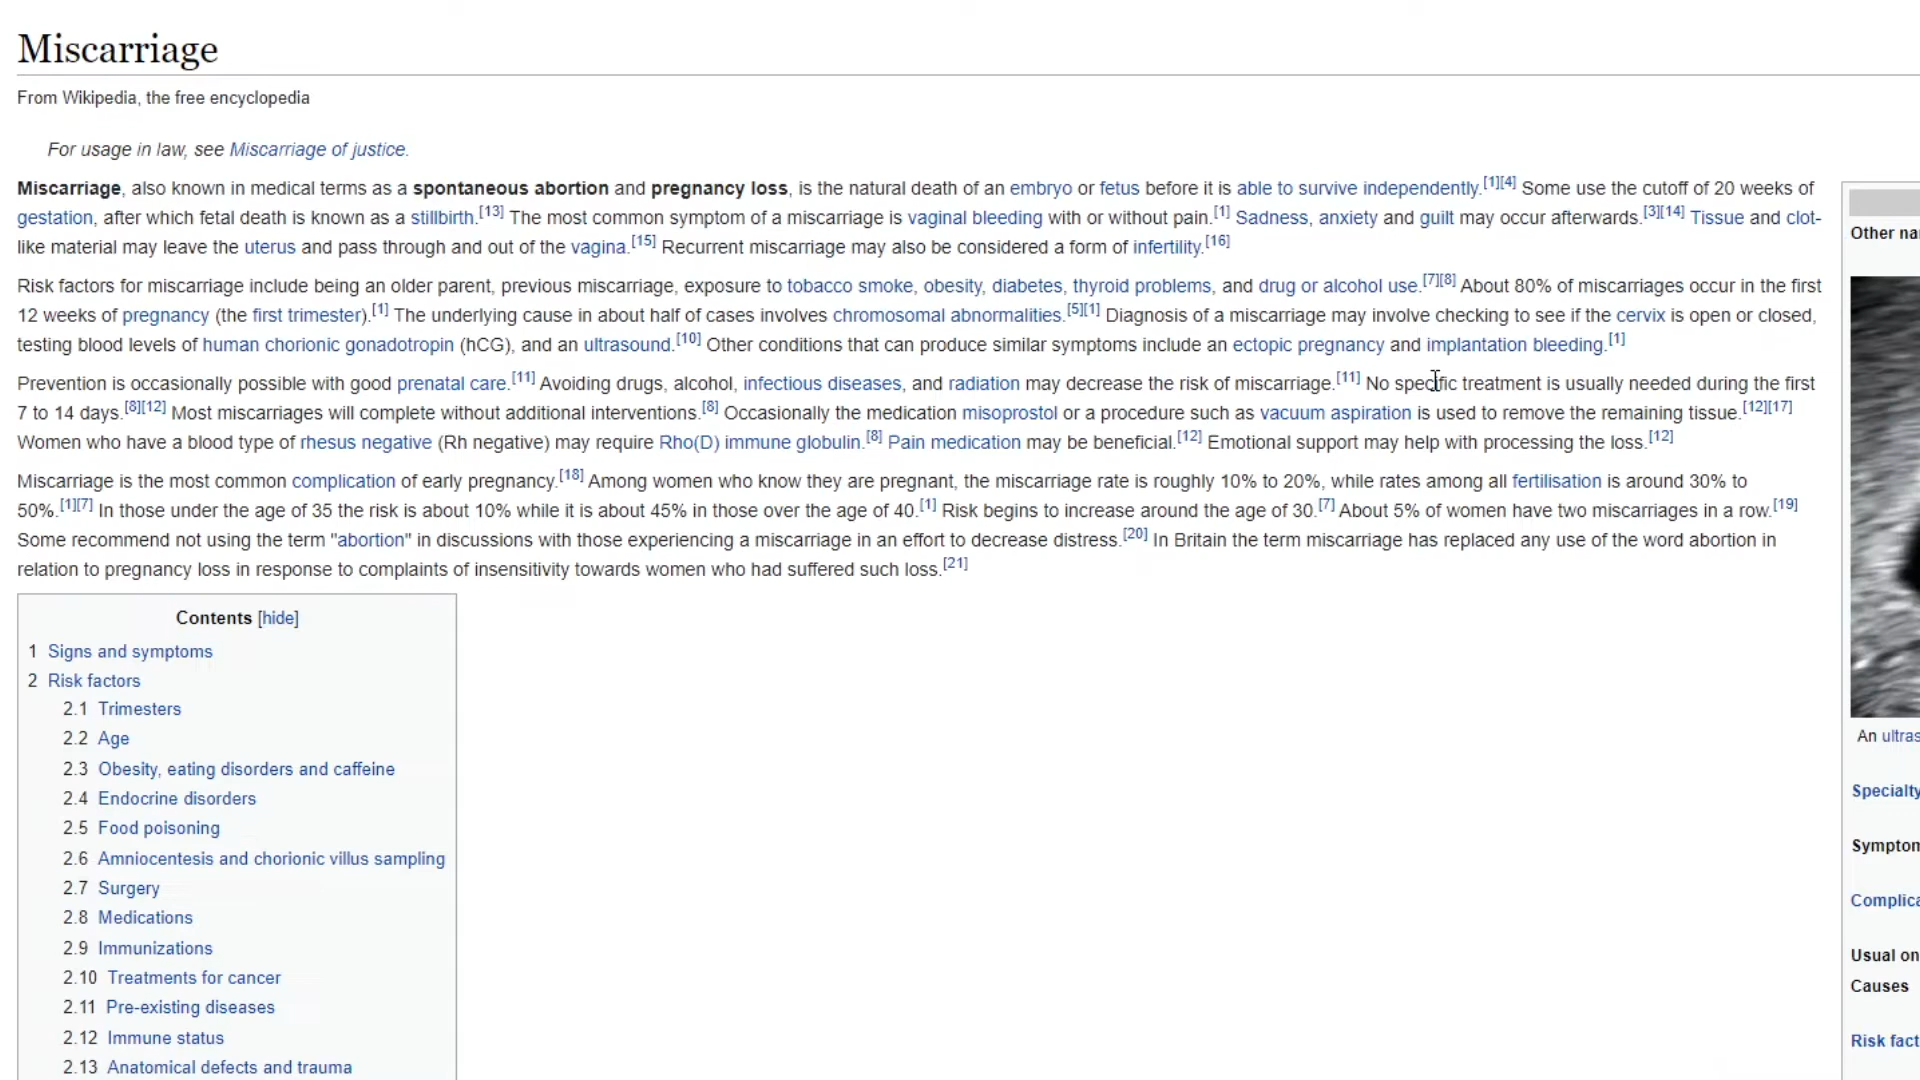 Miscarriage
From Wikipedia, the free encyclopedia
For usage in law, see Miscarriage of justice.
Miscarriage, also known in medical terms as a spontaneous abortion and pregnancy loss, is the natural death of an embryo or fetus before it is able to survive independently.[1][4] Some use the cutoff of 20 weeks of
gestation, after which fetal death is known as a stillbirth.[13] The most common symptom of a miscarriage is vaginal bleeding with or without pain.[1] Sadness, anxiety and guilt may occur afterwards.[3][14] Tissue and clot-
like material may leave the uterus and pass through and out of the vagina.[15] Recurrent miscarriage may also be considered a form of infertility.[16]
Risk factors for miscarriage include being an older parent, previous miscarriage, exposure to tobacco smoke, obesity, diabetes, thyroid problems, and drug or alcohol use.[7][8] About 80% of miscarriages occur in the first
12 weeks of pregnancy (the first trimester).[1] The underlying cause in about half of cases involves chromosomal abnormalities.[5][1] Diagnosis of a miscarriage may involve checking to see if the cervix is open or closed,
testing blood levels of human chorionic gonadotropin (hCG), and an ultrasound.[10] Other conditions that can produce similar symptoms include an ectopic pregnancy and implantation bleeding.[1]
Prevention is occasionally possible with good prenatal care.[11] Avoiding drugs, alcohol, infectious diseases, and radiation may decrease the risk of miscarriage.[11] No specific treatment is usually needed during the first
7 to 14 days.[8][12] Most miscarriages will complete without additional interventions.[8] Occasionally the medication misoprostol or a procedure such as vacuum aspiration is used to remove the remaining tissue.[12][17]
Women who have a blood type of rhesus negative (Rh negative) may require Rho(D) immune globulin.[8] Pain medication may be beneficial.[12] Emotional support may help with processing the loss.[12]
Miscarriage is the most common complication of early pregnancy.[18] Among women who know they are pregnant, the miscarriage rate is roughly 10% to 20%, while rates among all fertilisation is around 30% to
50%.[1][7] In those under the age of 35 the risk is about 10% while it is about 45% in those over the age of 40.[1] Risk begins to increase around the age of 30.[7] About 5% of women have two miscarriages in a row.[19]
Some recommend not using the term "abortion" in discussions with those experiencing a miscarriage in an effort to decrease distress.[20] In Britain the term miscarriage has replaced any use of the word abortion in
relation to pregnancy loss in response to complaints of insensitivity towards women who had suffered such loss.[21]
Contents [hide]
1 Signs and symptoms
2 Risk factors
2.1 Trimesters
2.2 Age
2.3 Obesity, eating disorders and caffeine
2.4 Endocrine disorders
2.5 Food poisoning
2.6 Amniocentesis and chorionic villus sampling
2.7 Surgery
2.8 Medications
2.9 Immunizations
2.10 Treatments for cancer
2.11 Pre-existing diseases
2.12 Immune status
2.13 Anatomical defects and trauma
Other na
An ultras
Specialty
Symptom
Complica
Usual on
Causes
Risk fact